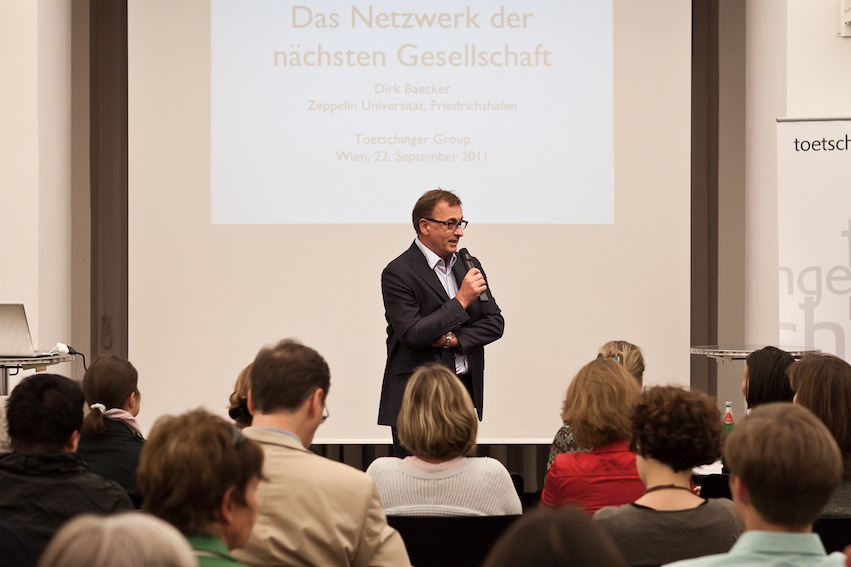 Das Netzwerk der
nächsten Gesellschaft
Dirk Baecker
Zeppelin Universität, Friedrichshafen
Toetschinger Group
Wien, 22. September 2011
toetsch